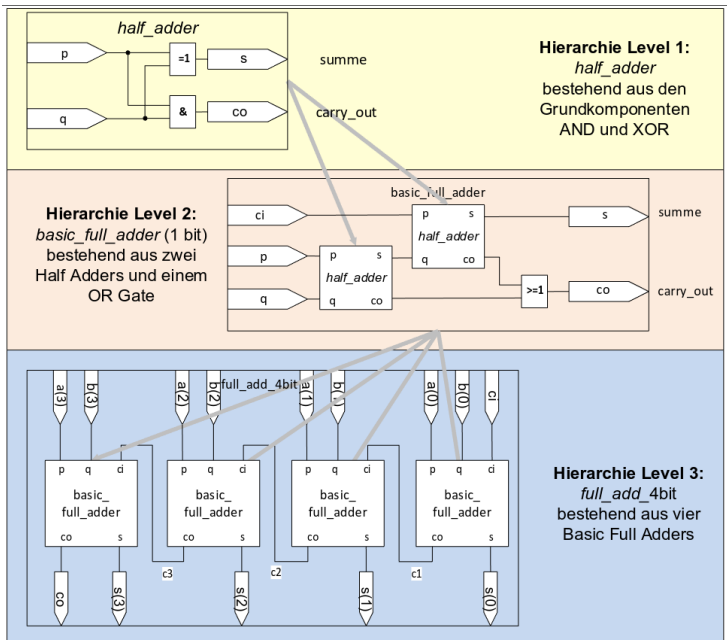 half_adder
p
=1
s
summe
q
&
co
carry_out
Hierarchie Level 1:
half_adder
bestehend aus den
Grundkomponenten
AND und XOR
Hierarchie Level 2:
basic_full_adder (1 bit)
bestehend aus zwei
Half Adders und einem
OR Gate
basic_full_adder
ci
p s
half_adder
q co
s
summe
p
p s
half_adder
q co
q
>=1
co
carry_out
full_add_4bit
a(3) b(3) a(2) b(2) a(1) a(0) b(0) ci
p q ci p q ci p q ci p q ci
basic_ basic_ basic_ basic_
full_adder full_adder full_adder full_adder
co s co s co s co s
c3 c2 c1
co s(3) s(2) s(1) s(0)
Hierarchie Level 3:
full_add_4bit
bestehend aus vier
Basic Full Adders